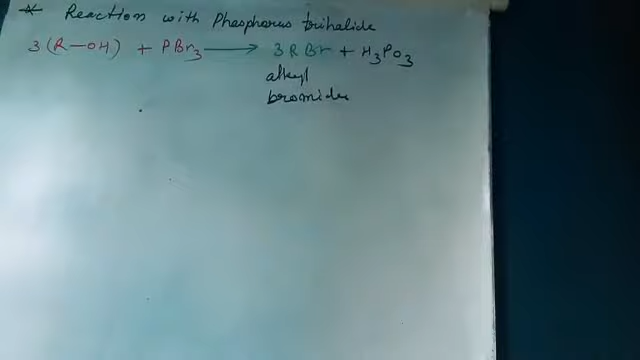 * Reaction with Phosphorus trihalide
3 (R-OH) + PBr3 → 3 R Br + H3PO3
alkyl
bromide